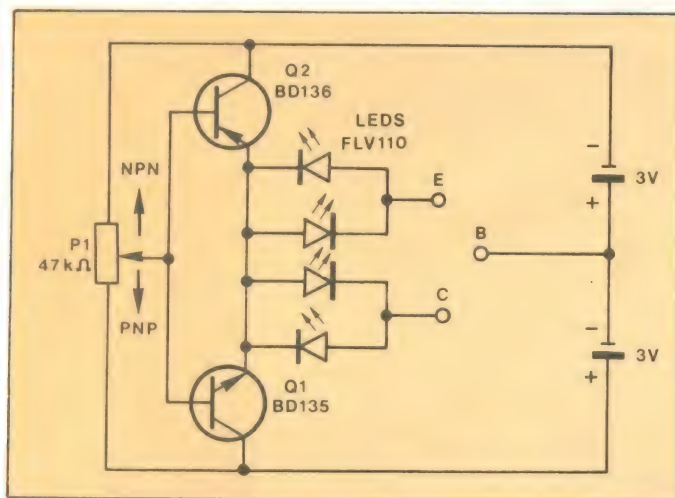 Q2
BD136
LEDS
FLV110
NPN
E
−
3V
+
P1
47kΩ
B
PNP
C
−
3V
+
Q1
BD135